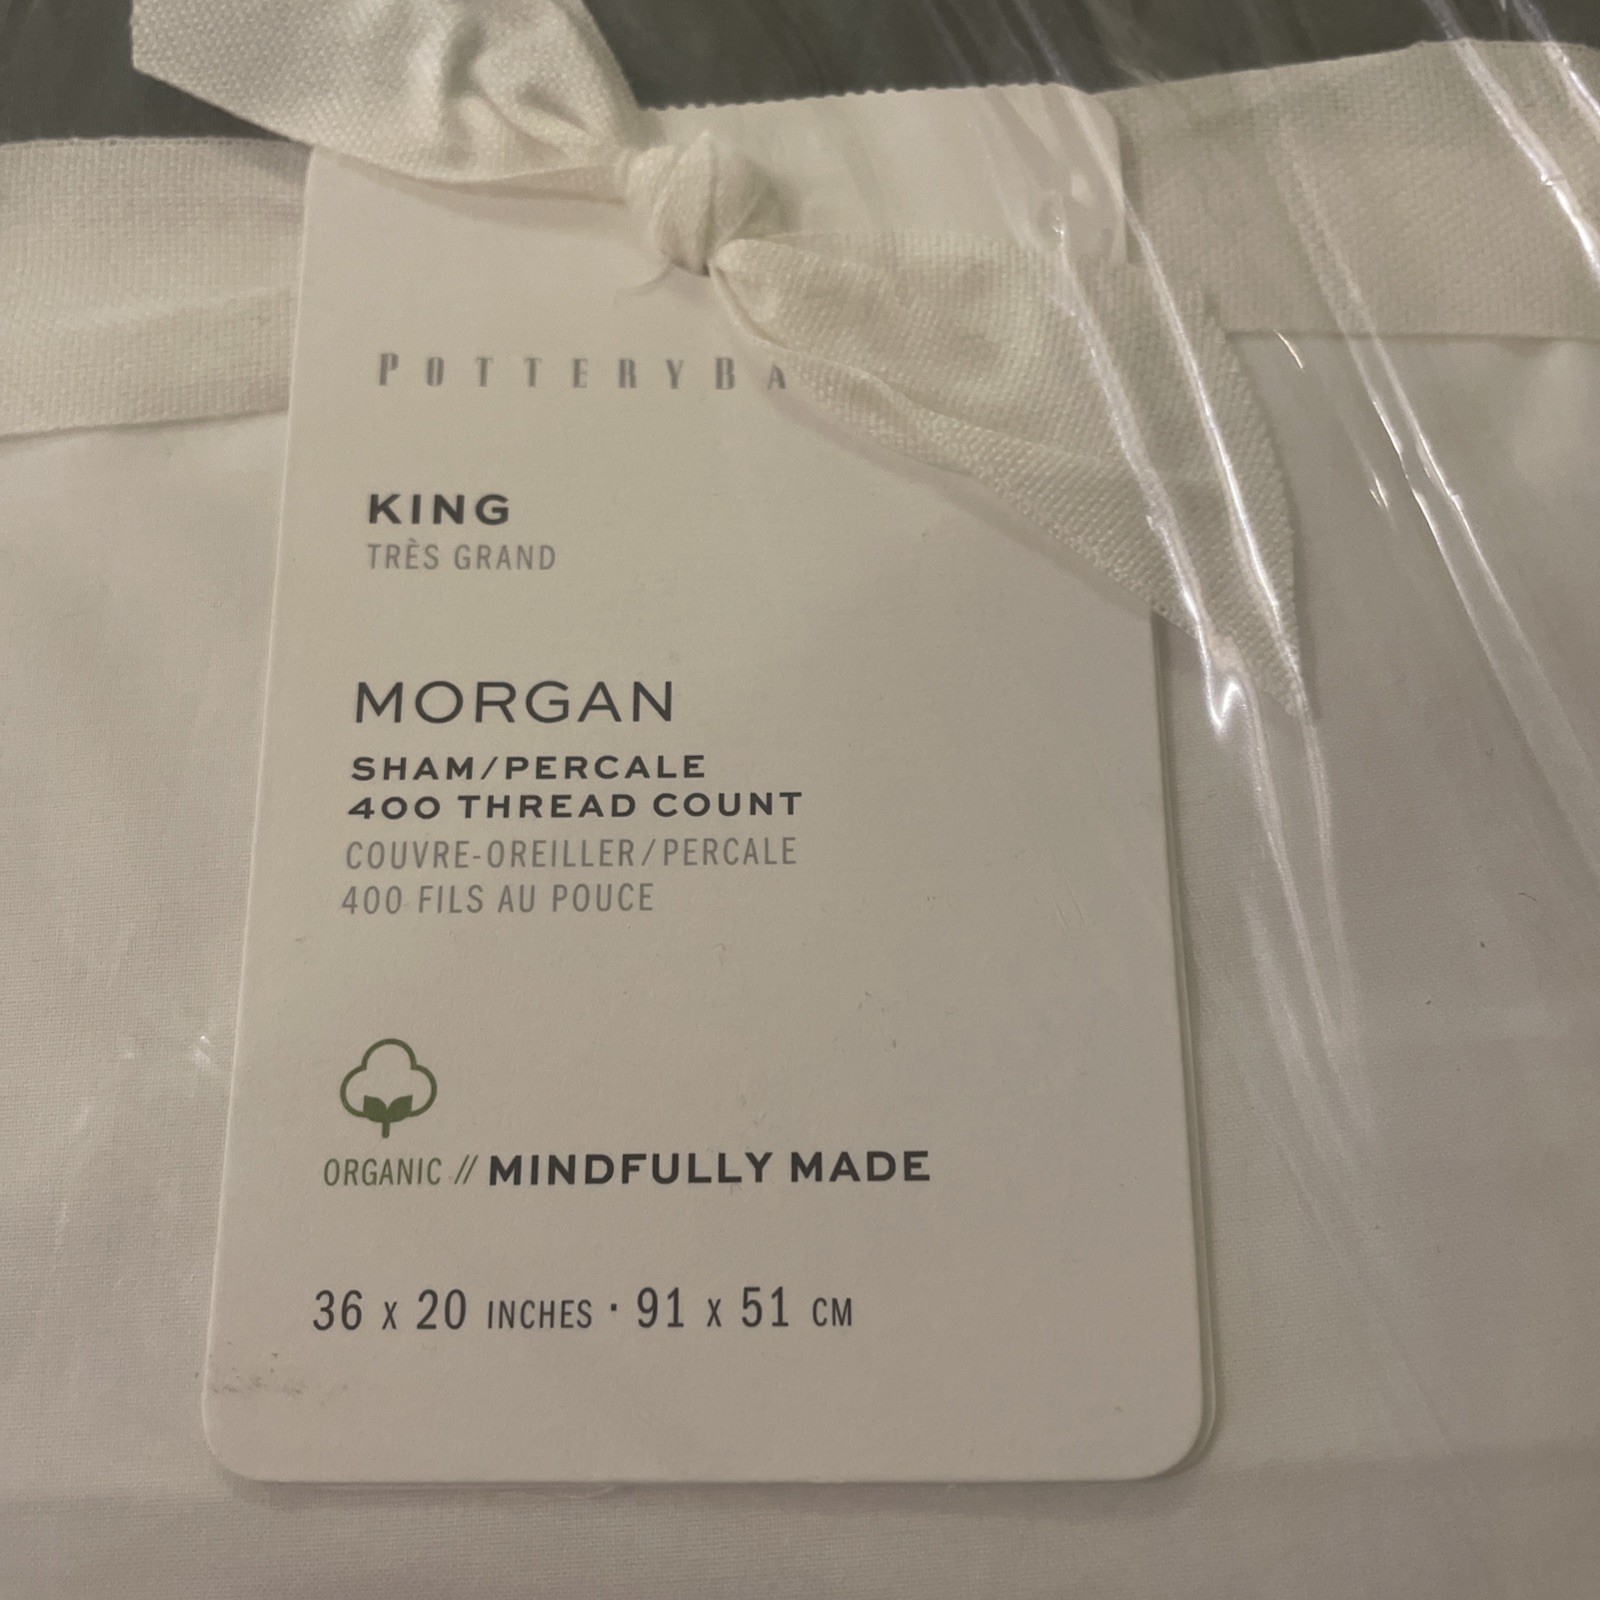 POTTERYBA
KING
TRÈS GRAND
MORGAN
SHAM/PERCALE
400 THREAD COUNT
COUVRE-OREILLER/PERCALE
400 FILS AU POUCE
ORGANIC // MINDFULLY MADE
36 x 20 INCHES · 91 x 51 CM